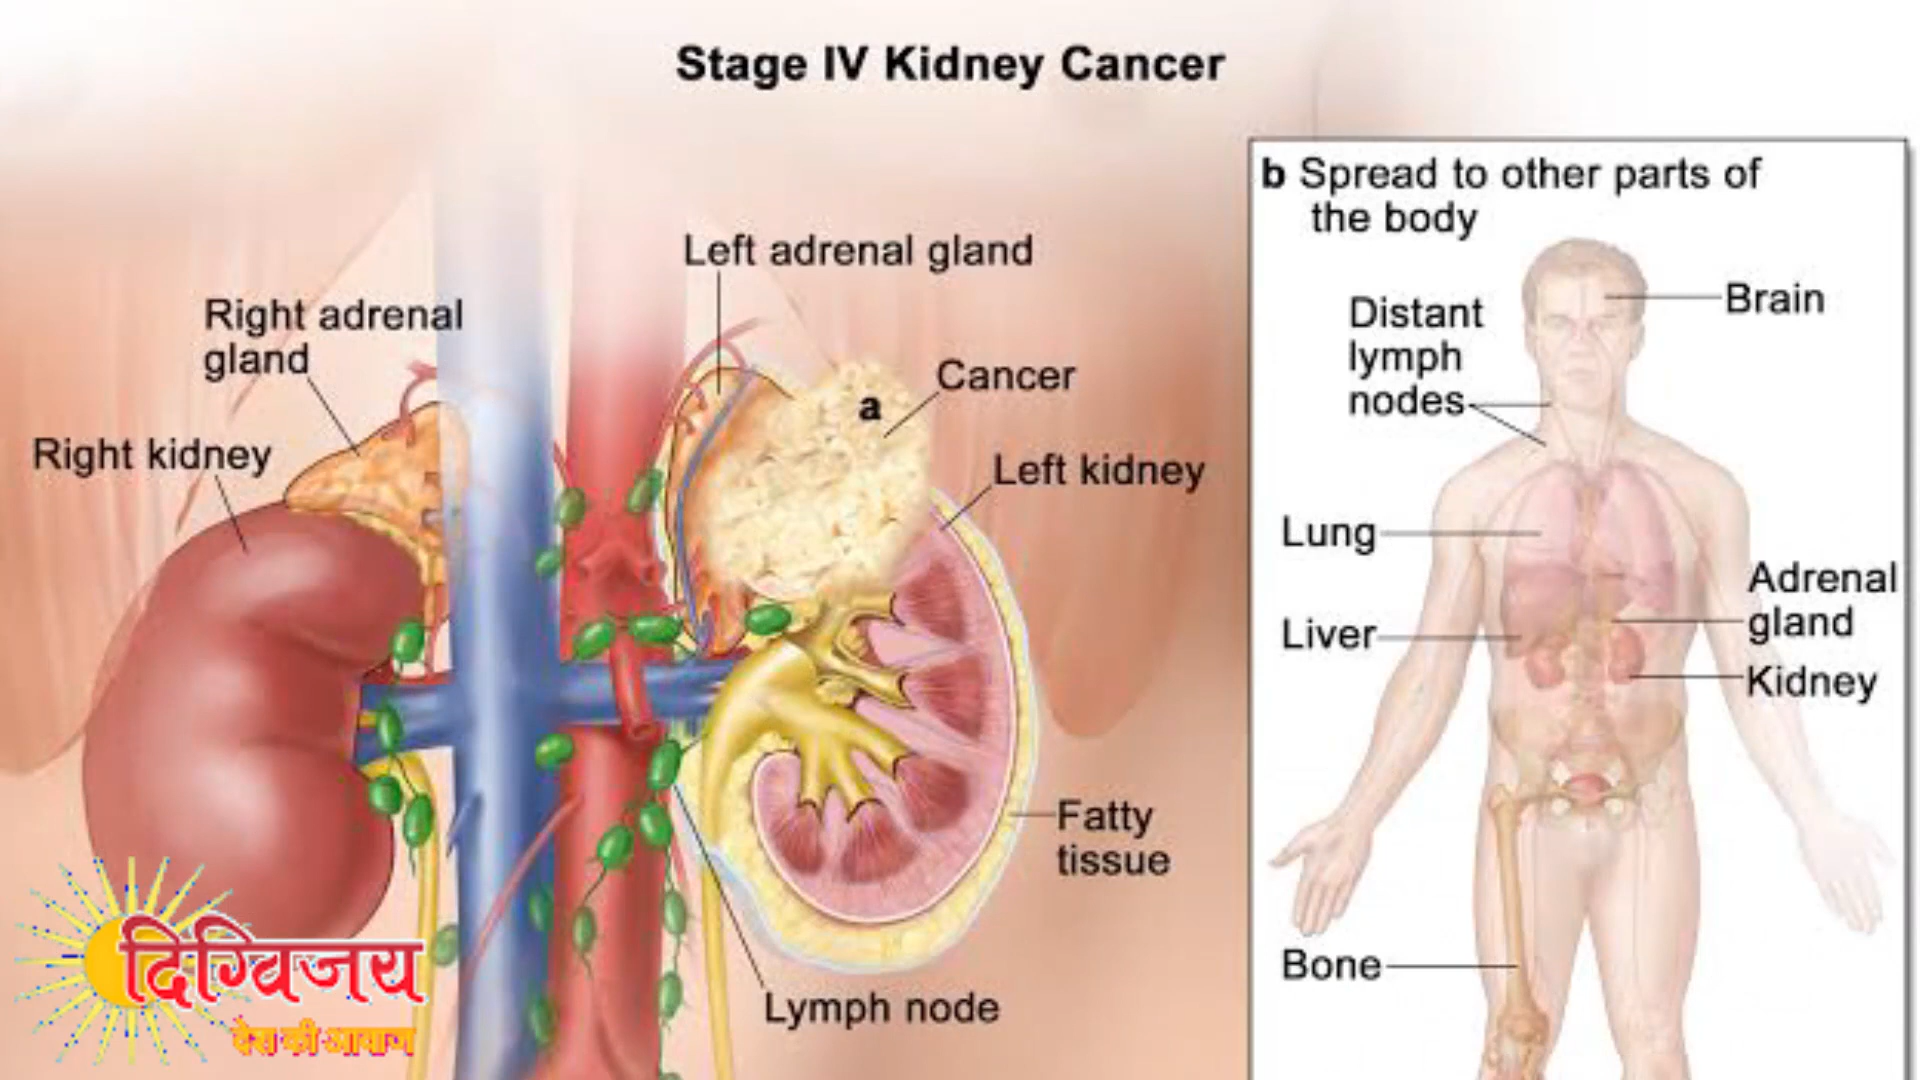 Stage IV Kidney Cancer
Left adrenal gland
Right adrenal
gland
Cancer
a
Right kidney
Left kidney
Fatty
tissue
Lymph node
b Spread to other parts of
the body
Brain
Distant
lymph
nodes
Lung
Adrenal
gland
Liver
Kidney
Bone
दिग्विजय
देस की आवाज